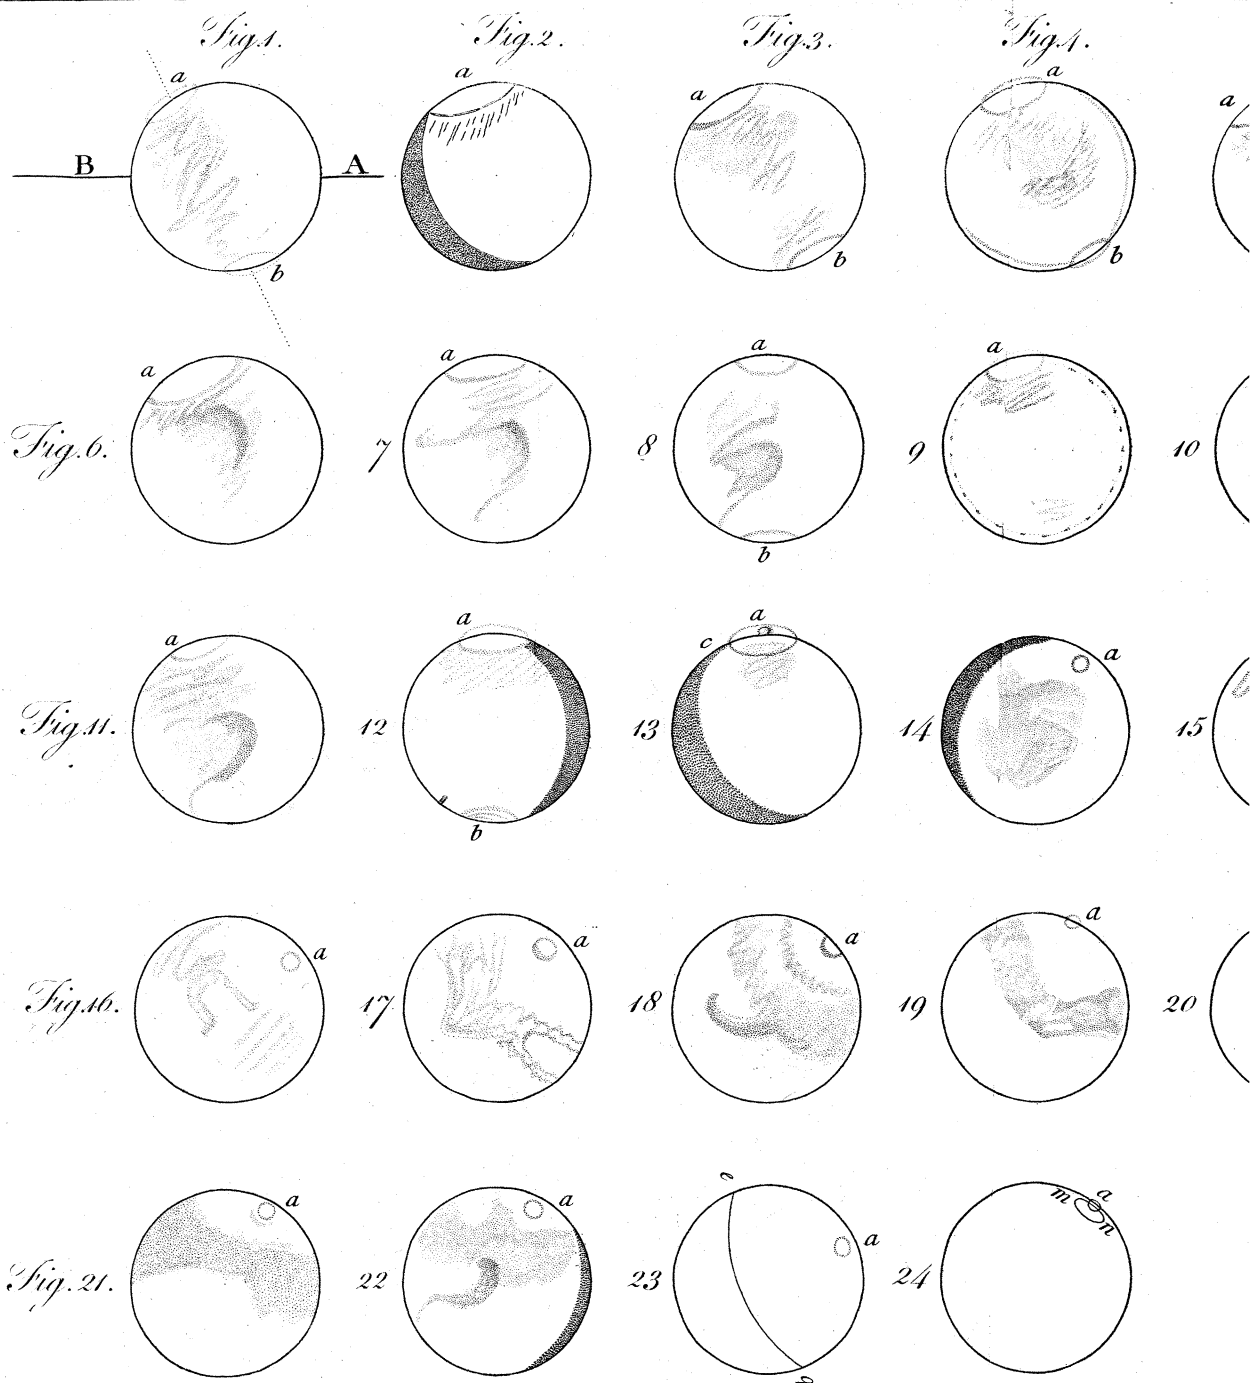 Fig.1. Fig.2. Fig.3. Fig.4.
a a a a a
B A
b b b
a a a a
Fig.6. 7 8 9 10
b
a a a c a
Fig.11. 12 13 14 15
b
a a a a
Fig.16. 17 18 19 20
a a e a m a n
Fig.21. 22 23 24